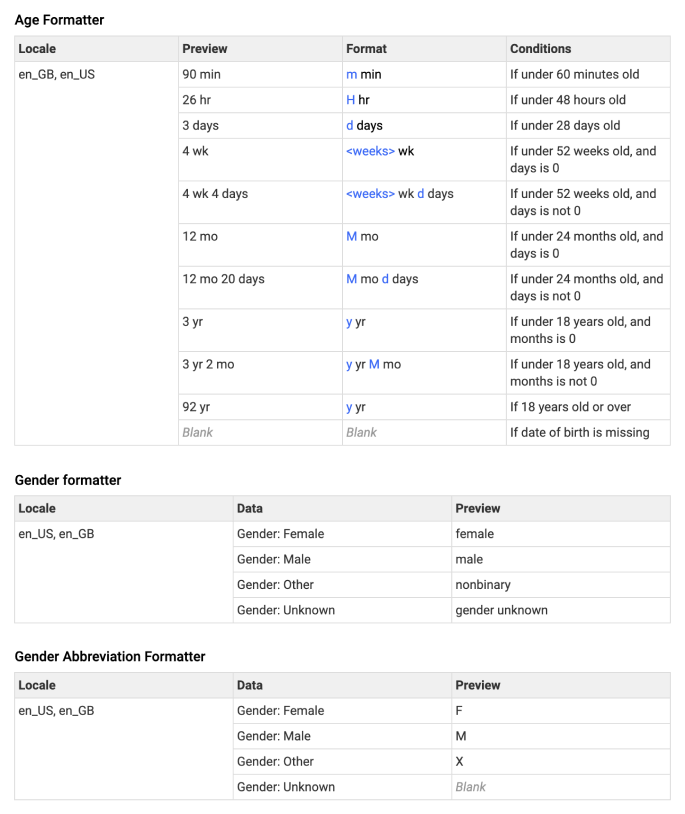 Age Formatter
Locale Preview Format Conditions
en_GB, en_US 90 min m min If under 60 minutes old
26 hr H hr If under 48 hours old
3 days d days If under 28 days old
4 wk <weeks> wk If under 52 weeks old, and
days is 0
4 wk 4 days <weeks> wk d days If under 52 weeks old, and
days is not 0
12 mo M mo If under 24 months old, and
days is 0
12 mo 20 days M mo d days If under 24 months old, and
days is not 0
3 yr y yr If under 18 years old, and
months is 0
3 yr 2 mo y yr M mo If under 18 years old, and
months is not 0
92 yr y yr If 18 years old or over
Blank Blank If date of birth is missing
Gender formatter
Locale Data Preview
en_US, en_GB Gender: Female female
Gender: Male male
Gender: Other nonbinary
Gender: Unknown gender unknown
Gender Abbreviation Formatter
Locale Data Preview
en_US, en_GB Gender: Female F
Gender: Male M
Gender: Other X
Gender: Unknown Blank